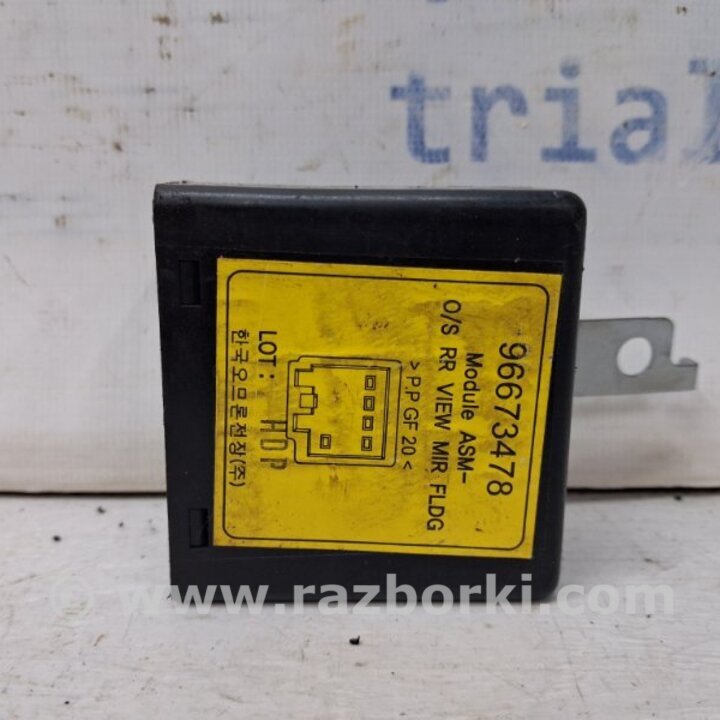 trial
96673478
Module ASM-
O/S RR VIEW MIR FLDG
> P.P GF 20 <
LOT : HDP
한국오므론전장(주)
© www.razborki.com